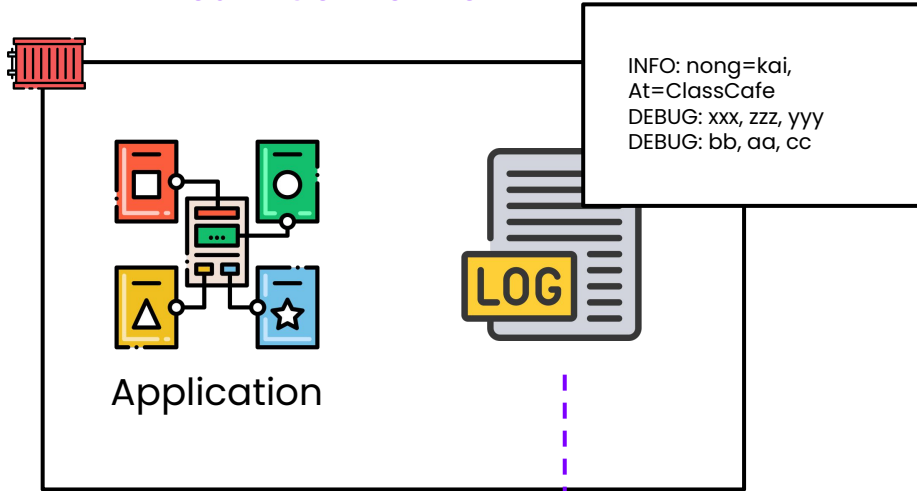 INFO: nong=kai,
At=ClassCafe
DEBUG: xxx, zzz, yyy
DEBUG: bb, aa, cc
LOG
Application